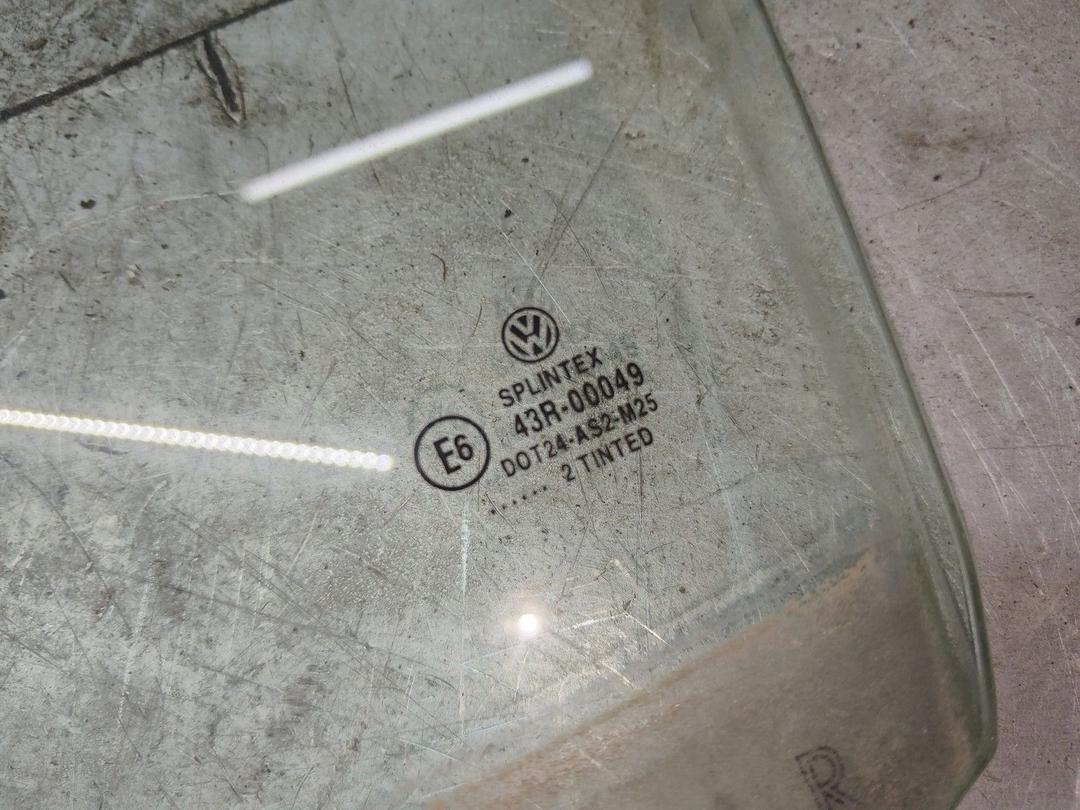 SPLINTEX
43R-00049
E6
DOT24-AS2-M25
2 TINTED
......
R